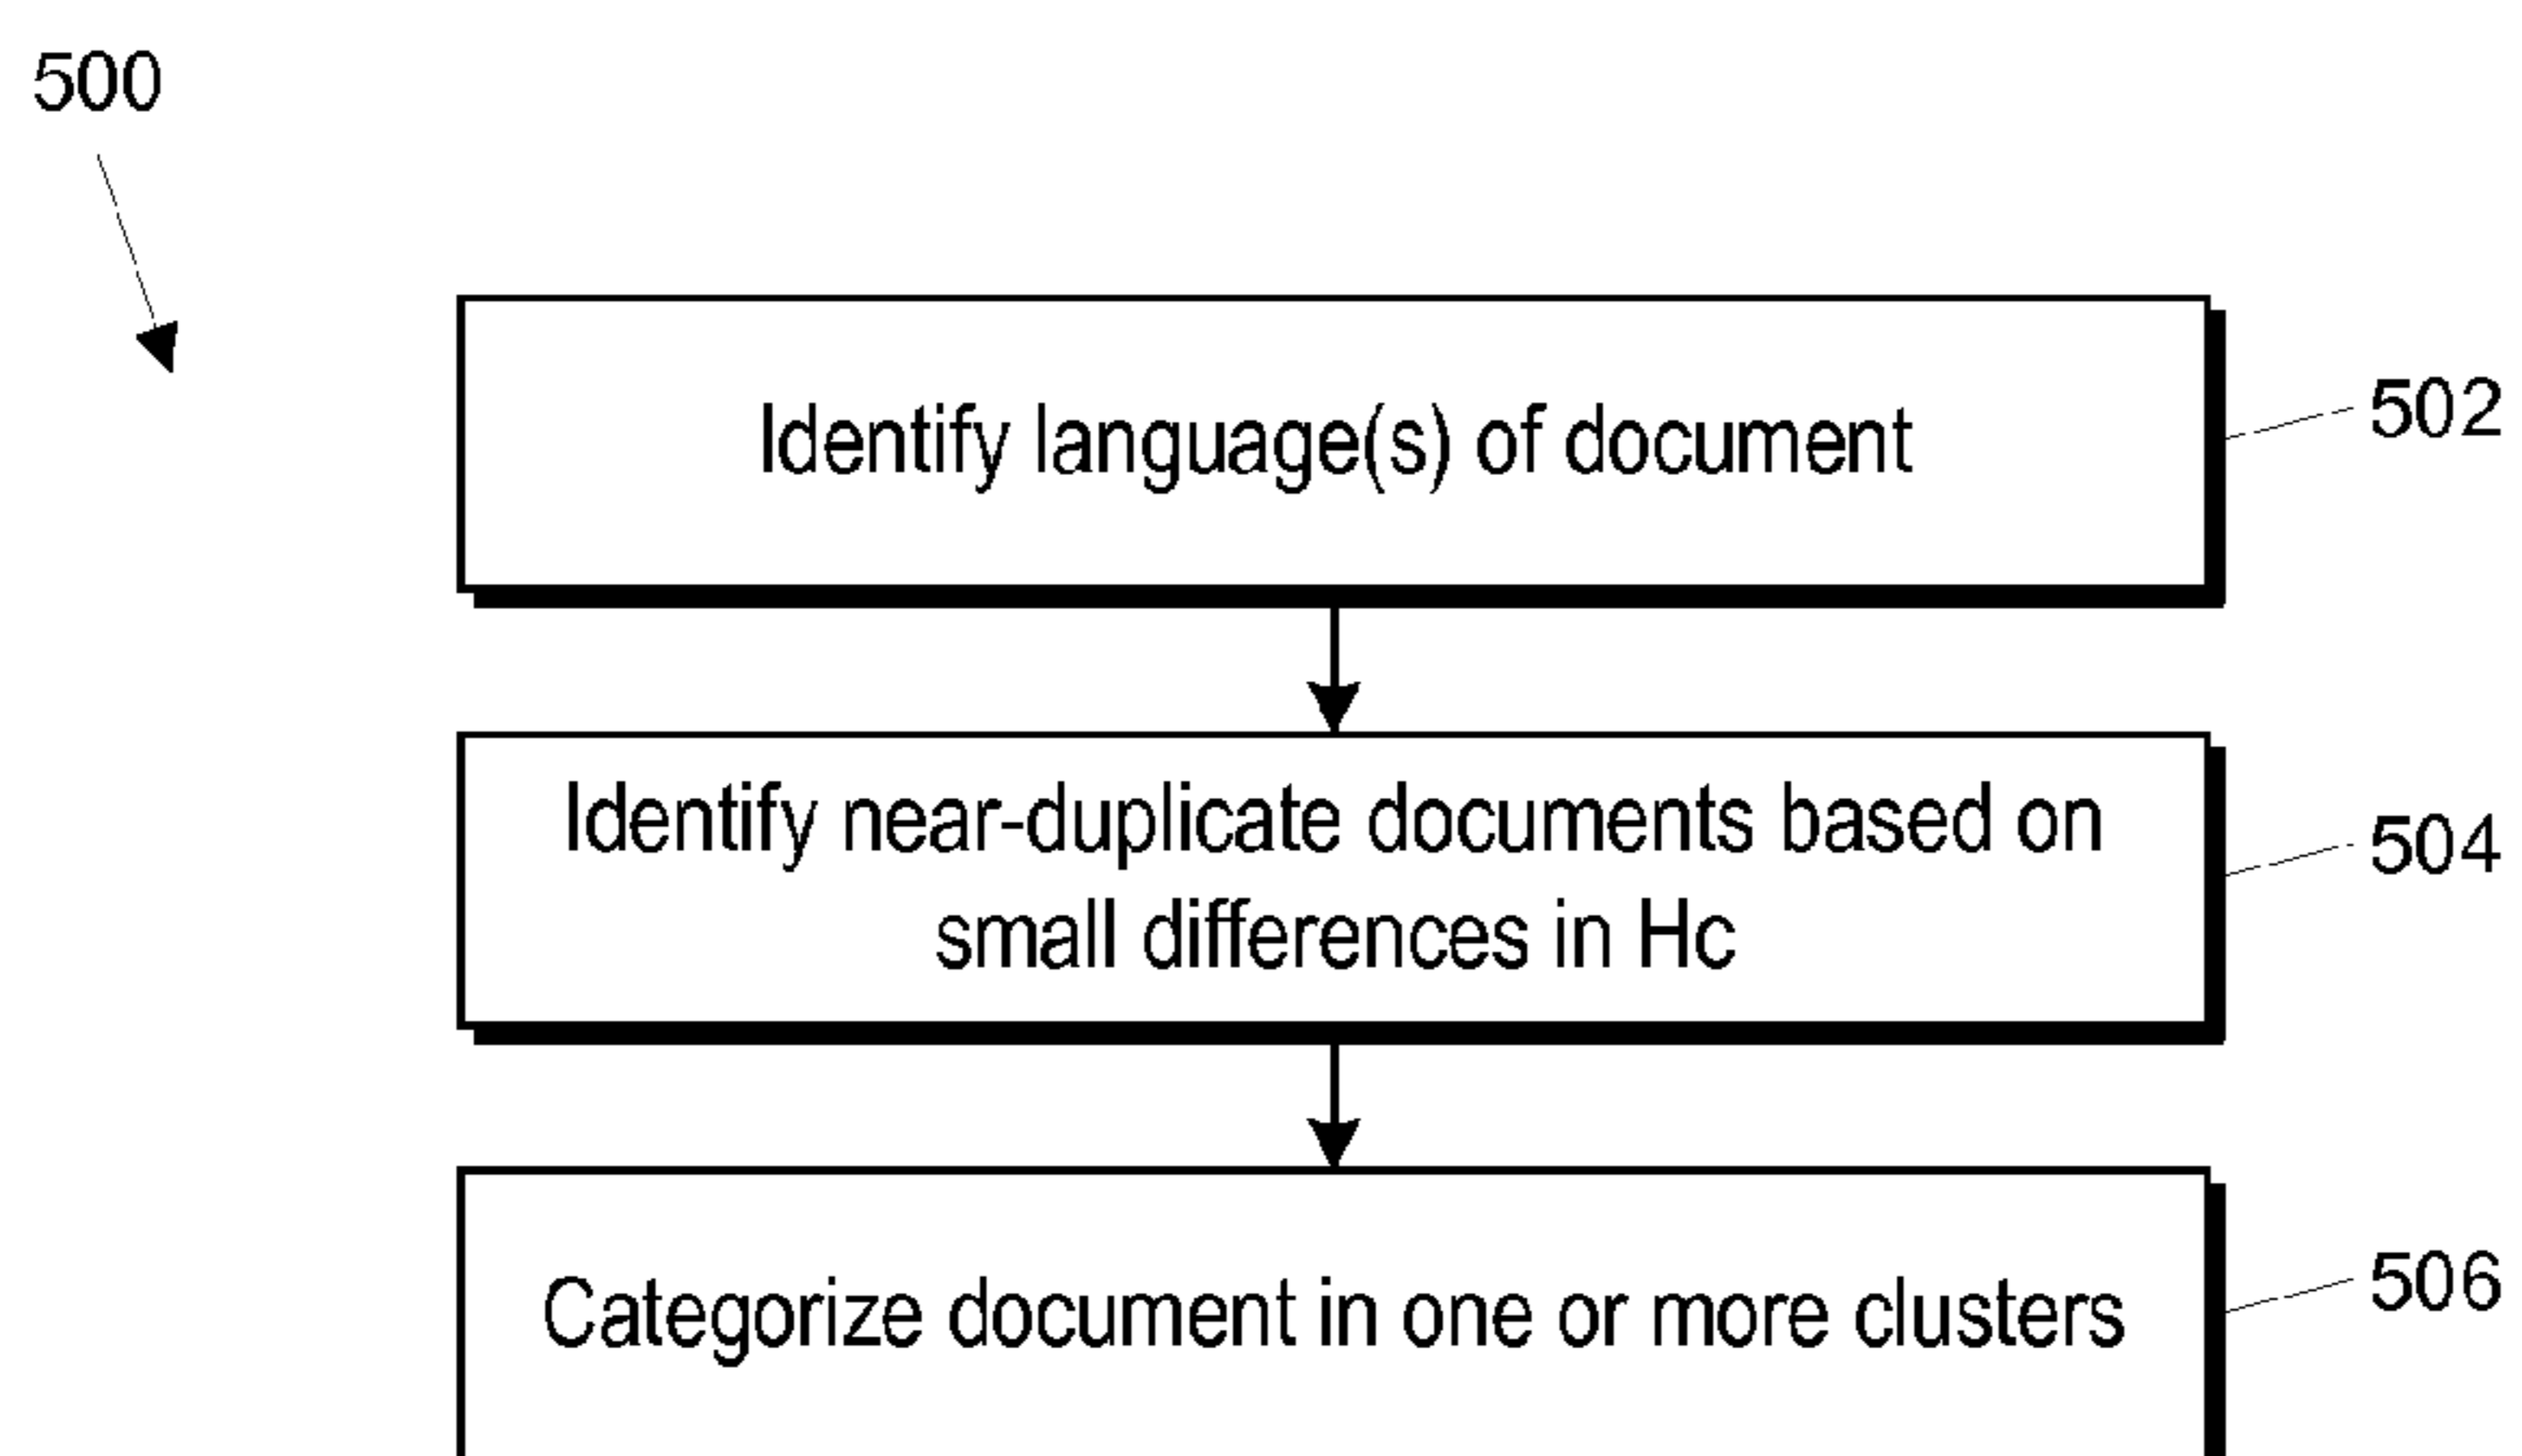 500
Identify language(s) of document
502
Identify near-duplicate documents based on
small differences in Hc
504
Categorize document in one or more clusters
506